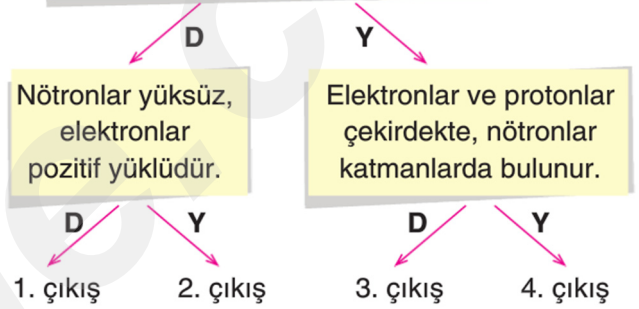 D
Y
Nötronlar yüksüz,
elektronlar
pozitif yüklüdür.
Elektronlar ve protonlar
çekirdekte, nötronlar
katmanlarda bulunur.
D
Y
D
Y
1. çıkış
2. çıkış
3. çıkış
4. çıkış